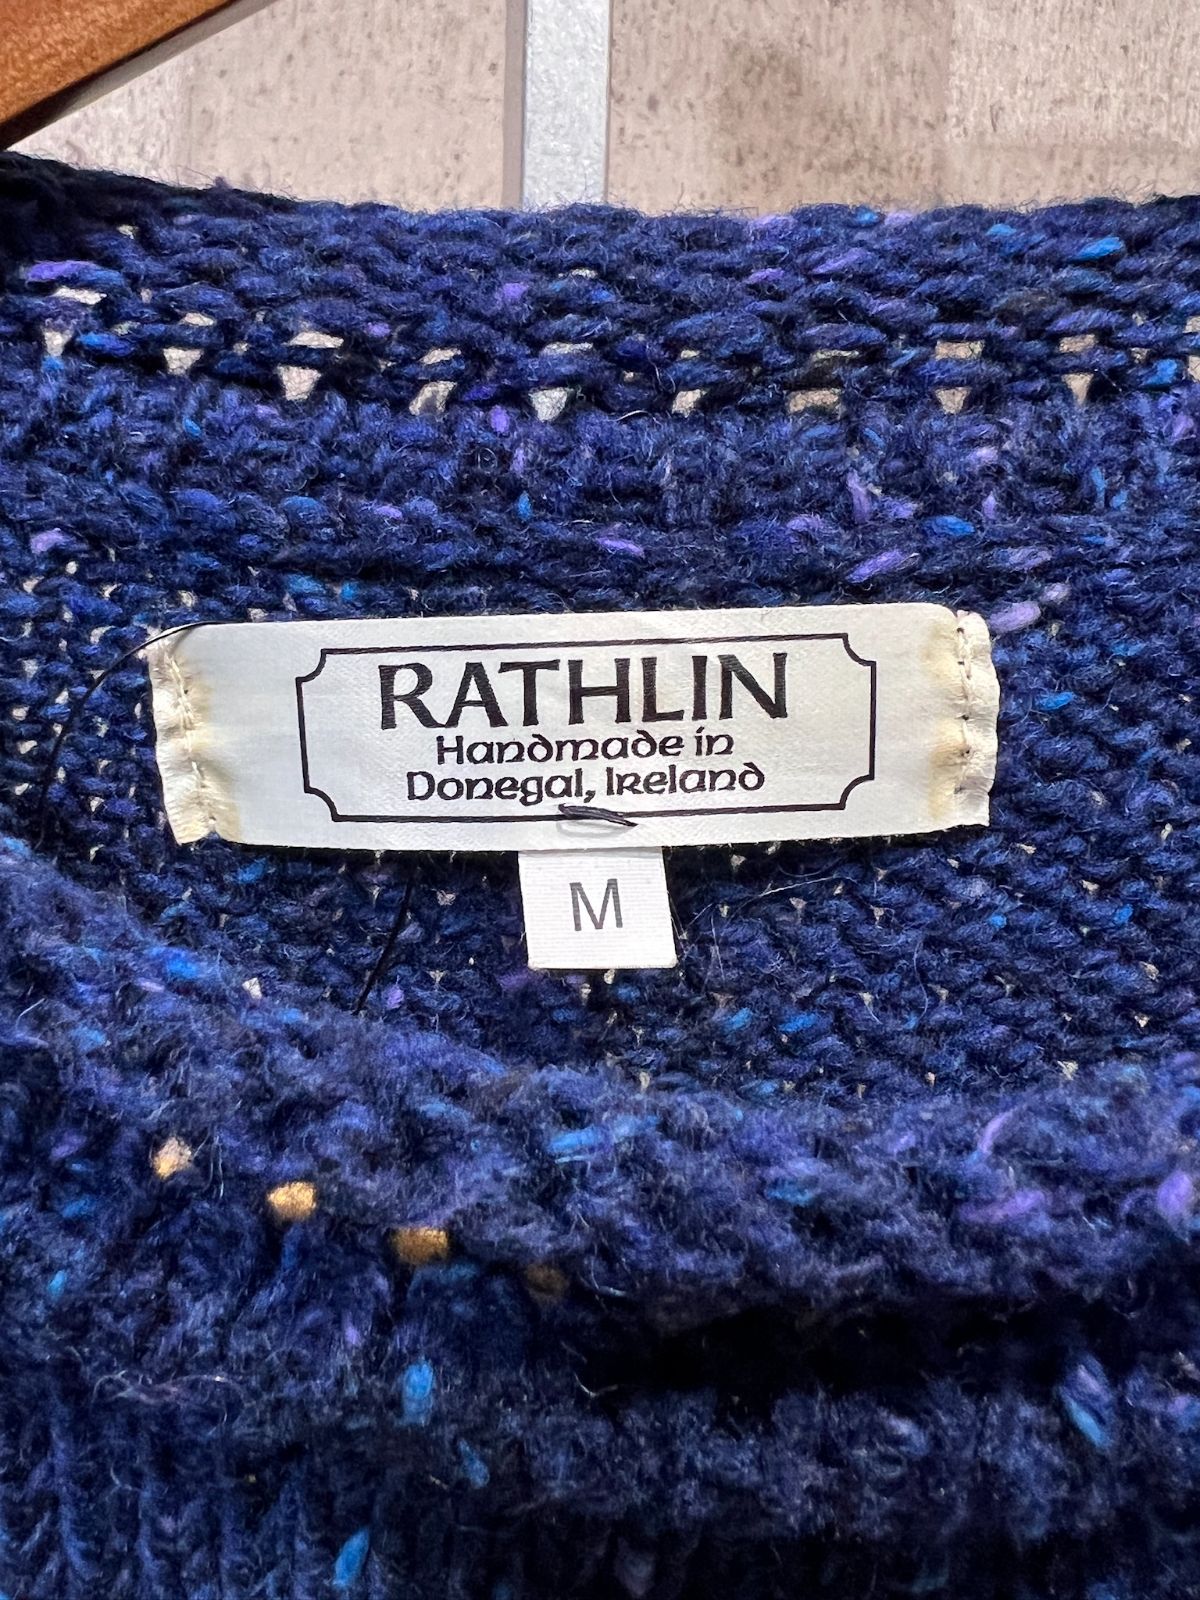 RATHLIN
Handmade in
Donegal, Ireland
M